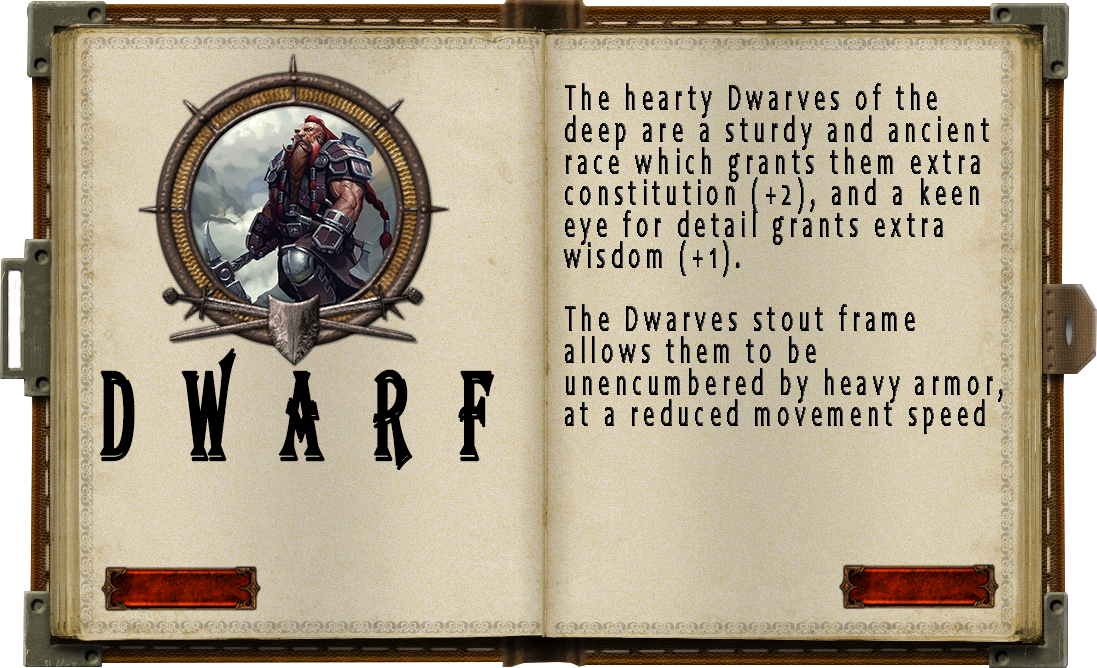 DWARF
The hearty Dwarves of the
deep are a sturdy and ancient
race which grants them extra
constitution (+2), and a keen
eye for detail grants extra
wisdom (+1).
The Dwarves stout frame
allows them to be
unencumbered by heavy armor,
at a reduced movement speed